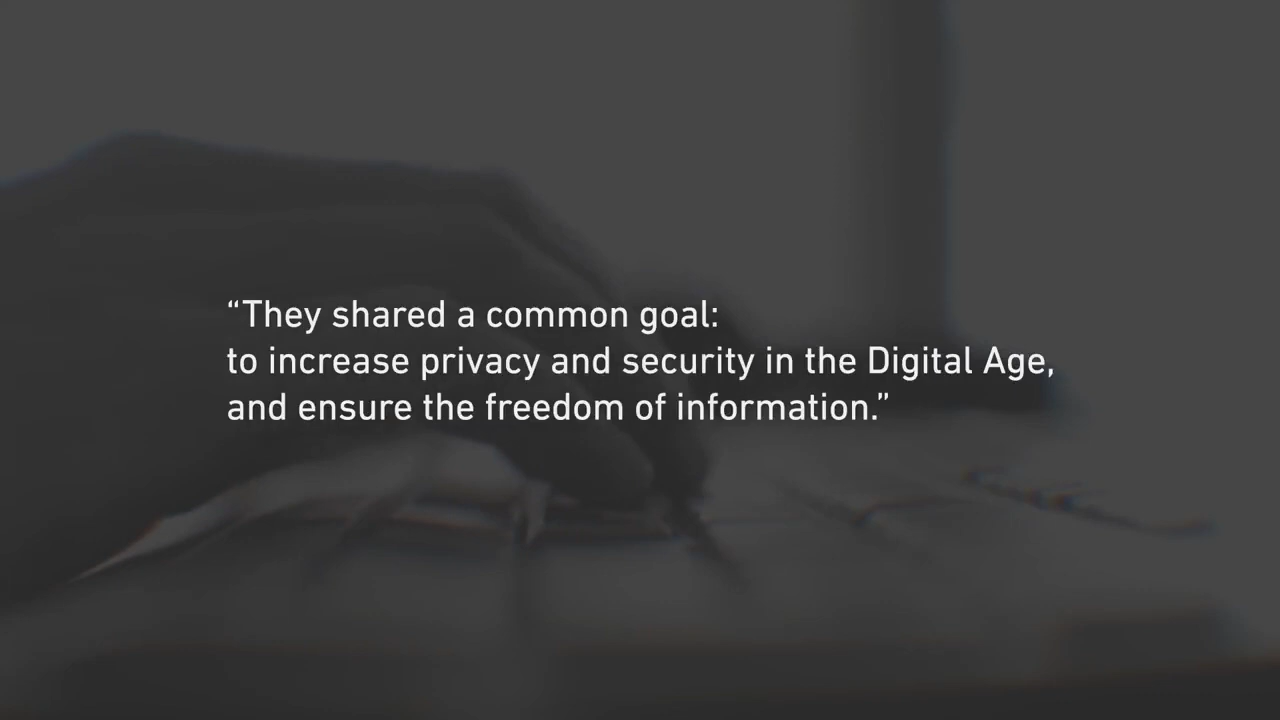 “They shared a common goal:
to increase privacy and security in the Digital Age,
and ensure the freedom of information.”